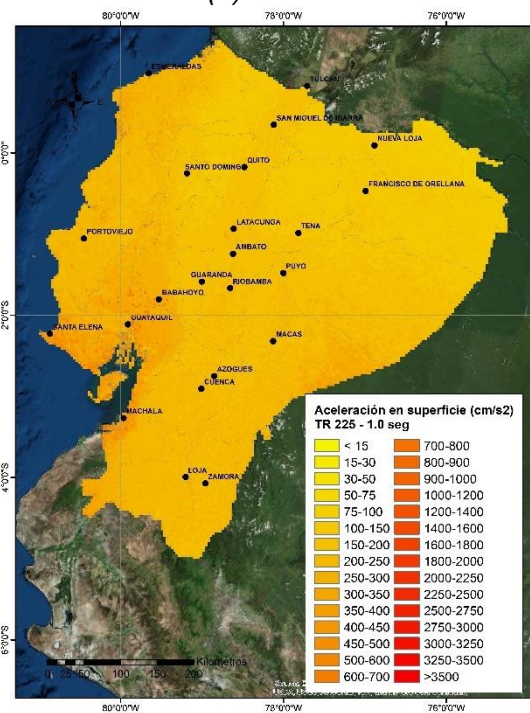 80°0'0"W 78°0'0"W 76°0'0"W
ESMERALDAS
TULCAN
SAN MIGUEL DE IBARRA
NUEVA LOJA
0°0'0"
SANTO DOMINGO QUITO
FRANCISCO DE ORELLANA
LATACUNGA
TENA
PORTOVIEJO
AMBATO
PUYO
GUARANDA
RIOBAMBA
BABAHOYO
2°0'0"S
GUAYAQUIL
SANTA ELENA
MACAS
AZOGUES
CUENCA
MACHALA
LOJA
ZAMORA
4°0'0"S
6°0'0"S
Aceleración en superficie (cm/s2)
TR 225 - 1.0 seg
< 15 700-800
15-30 800-900
30-50 900-1000
50-75 1000-1200
75-100 1200-1400
100-150 1400-1600
150-200 1600-1800
200-250 1800-2000
250-300 2000-2250
300-350 2250-2500
350-400 2500-2750
400-450 2750-3000
450-500 3000-3250
500-600 3250-3500
600-700 >3500
0 25 50 100 150 200 Kilometros
80°0'0"W 78°0'0"W 76°0'0"W